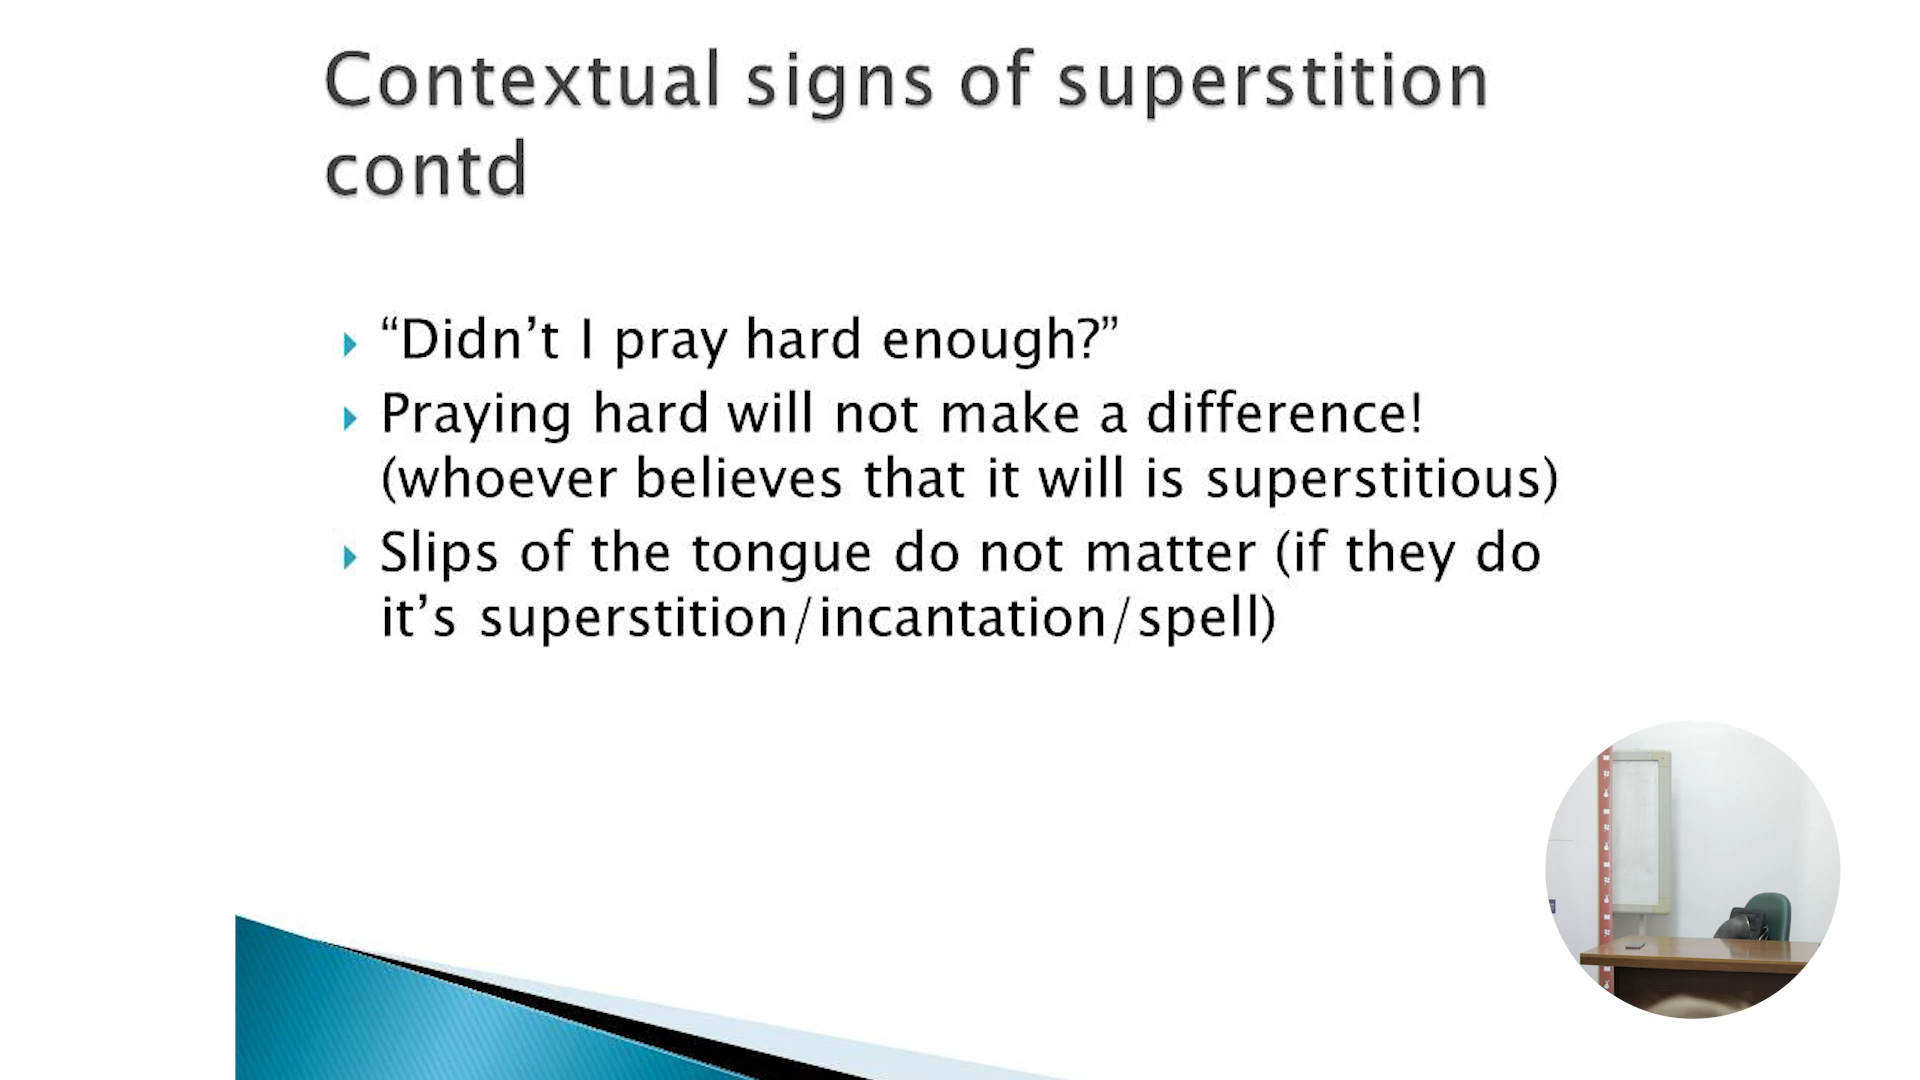 Contextual signs of superstition
contd
“Didn’t I pray hard enough?”
Praying hard will not make a difference!
(whoever believes that it will is superstitious)
Slips of the tongue do not matter (if they do
it’s superstition/incantation/spell)